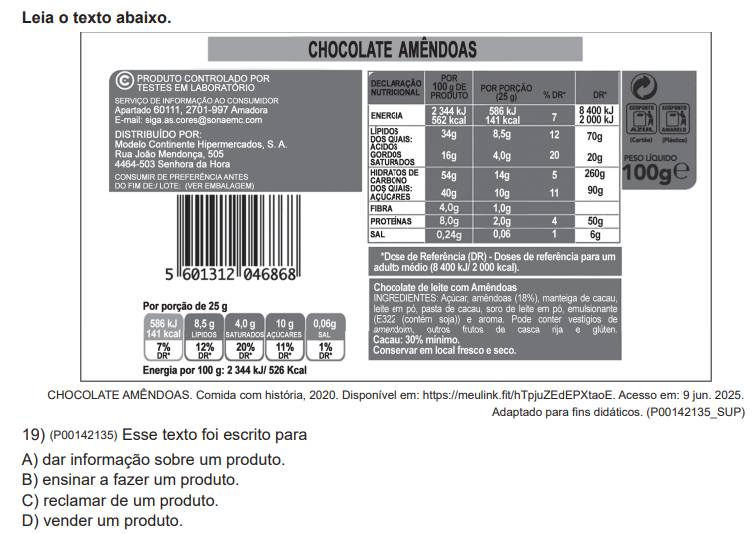 Leia o texto abaixo.
CHOCOLATE AMÊNDOAS
C PRODUTO CONTROLADO POR
TESTES EM LABORATÓRIO
SERVIÇO DE INFORMAÇÃO AO CONSUMIDOR
Apartado 60111, 2701-997 Amadora
E-mail: siga.as.cores@sonaemc.com
DISTRIBUÍDO POR:
Modelo Continente Hipermercados, S. A.
Rua João Mendonça, 505
4464-503 Senhora da Hora
CONSUMIR DE PREFERÊNCIA ANTES
DO FIM DE:/ LOTE: (VER EMBALAGEM)
5 601312 046868
Por porção de 25 g
586 kJ 8,5 g 4,0 g 10 g 0,06g
141 kcal LÍPIDOS SATURADOS AÇÚCARES SAL
7% 12% 20% 11% 1%
DR* DR* DR* DR* DR*
Energia por 100 g: 2 344 kJ/ 526 Kcal
DECLARAÇÃO NUTRICIONAL POR 100 g DE PRODUTO POR PORÇÃO (25 g) % DR* DR*
ENERGIA 2 344 kJ 562 kcal 586 kJ 141 kcal 7 8 400 kJ 2 000 kJ
LÍPIDOS 34g 8,5g 12 70g
DOS QUAIS:
ÁCIDOS
GORDOS
SATURADOS 16g 4,0g 20 20g
HIDRATOS DE
CARBONO 54g 14g 5 260g
DOS QUAIS:
AÇÚCARES 40g 10g 11 90g
FIBRA 4,0g 1,0g
PROTEÍNAS 8,0g 2,0g 4 50g
SAL 0,24g 0,06 1 6g
*Dose de Referência (DR) - Doses de referência para um
adulto médio (8 400 kJ/ 2 000 kcal).
Chocolate de leite com Amêndoas
INGREDIENTES: Açúcar, amêndoas (18%), manteiga de cacau,
leite em pó, pasta de cacau, soro de leite em pó, emulsionante
(E322 (contém soja)) e aroma. Pode conter vestígios de
amendoim, outros frutos de casca rija e glúten.
Cacau: 30% mínimo.
Conservar em local fresco e seco.
ECOPONTO ECOPONTO
AZUL AMARELO
(Cartão) (Plástico)
PESO LÍQUIDO
100g℮
CHOCOLATE AMÊNDOAS. Comida com história, 2020. Disponível em: https://meulink.fit/hTpjuZEdEPXtaoE. Acesso em: 9 jun. 2025.
Adaptado para fins didáticos. (P00142135_SUP)
19) (P00142135) Esse texto foi escrito para
A) dar informação sobre um produto.
B) ensinar a fazer um produto.
C) reclamar de um produto.
D) vender um produto.